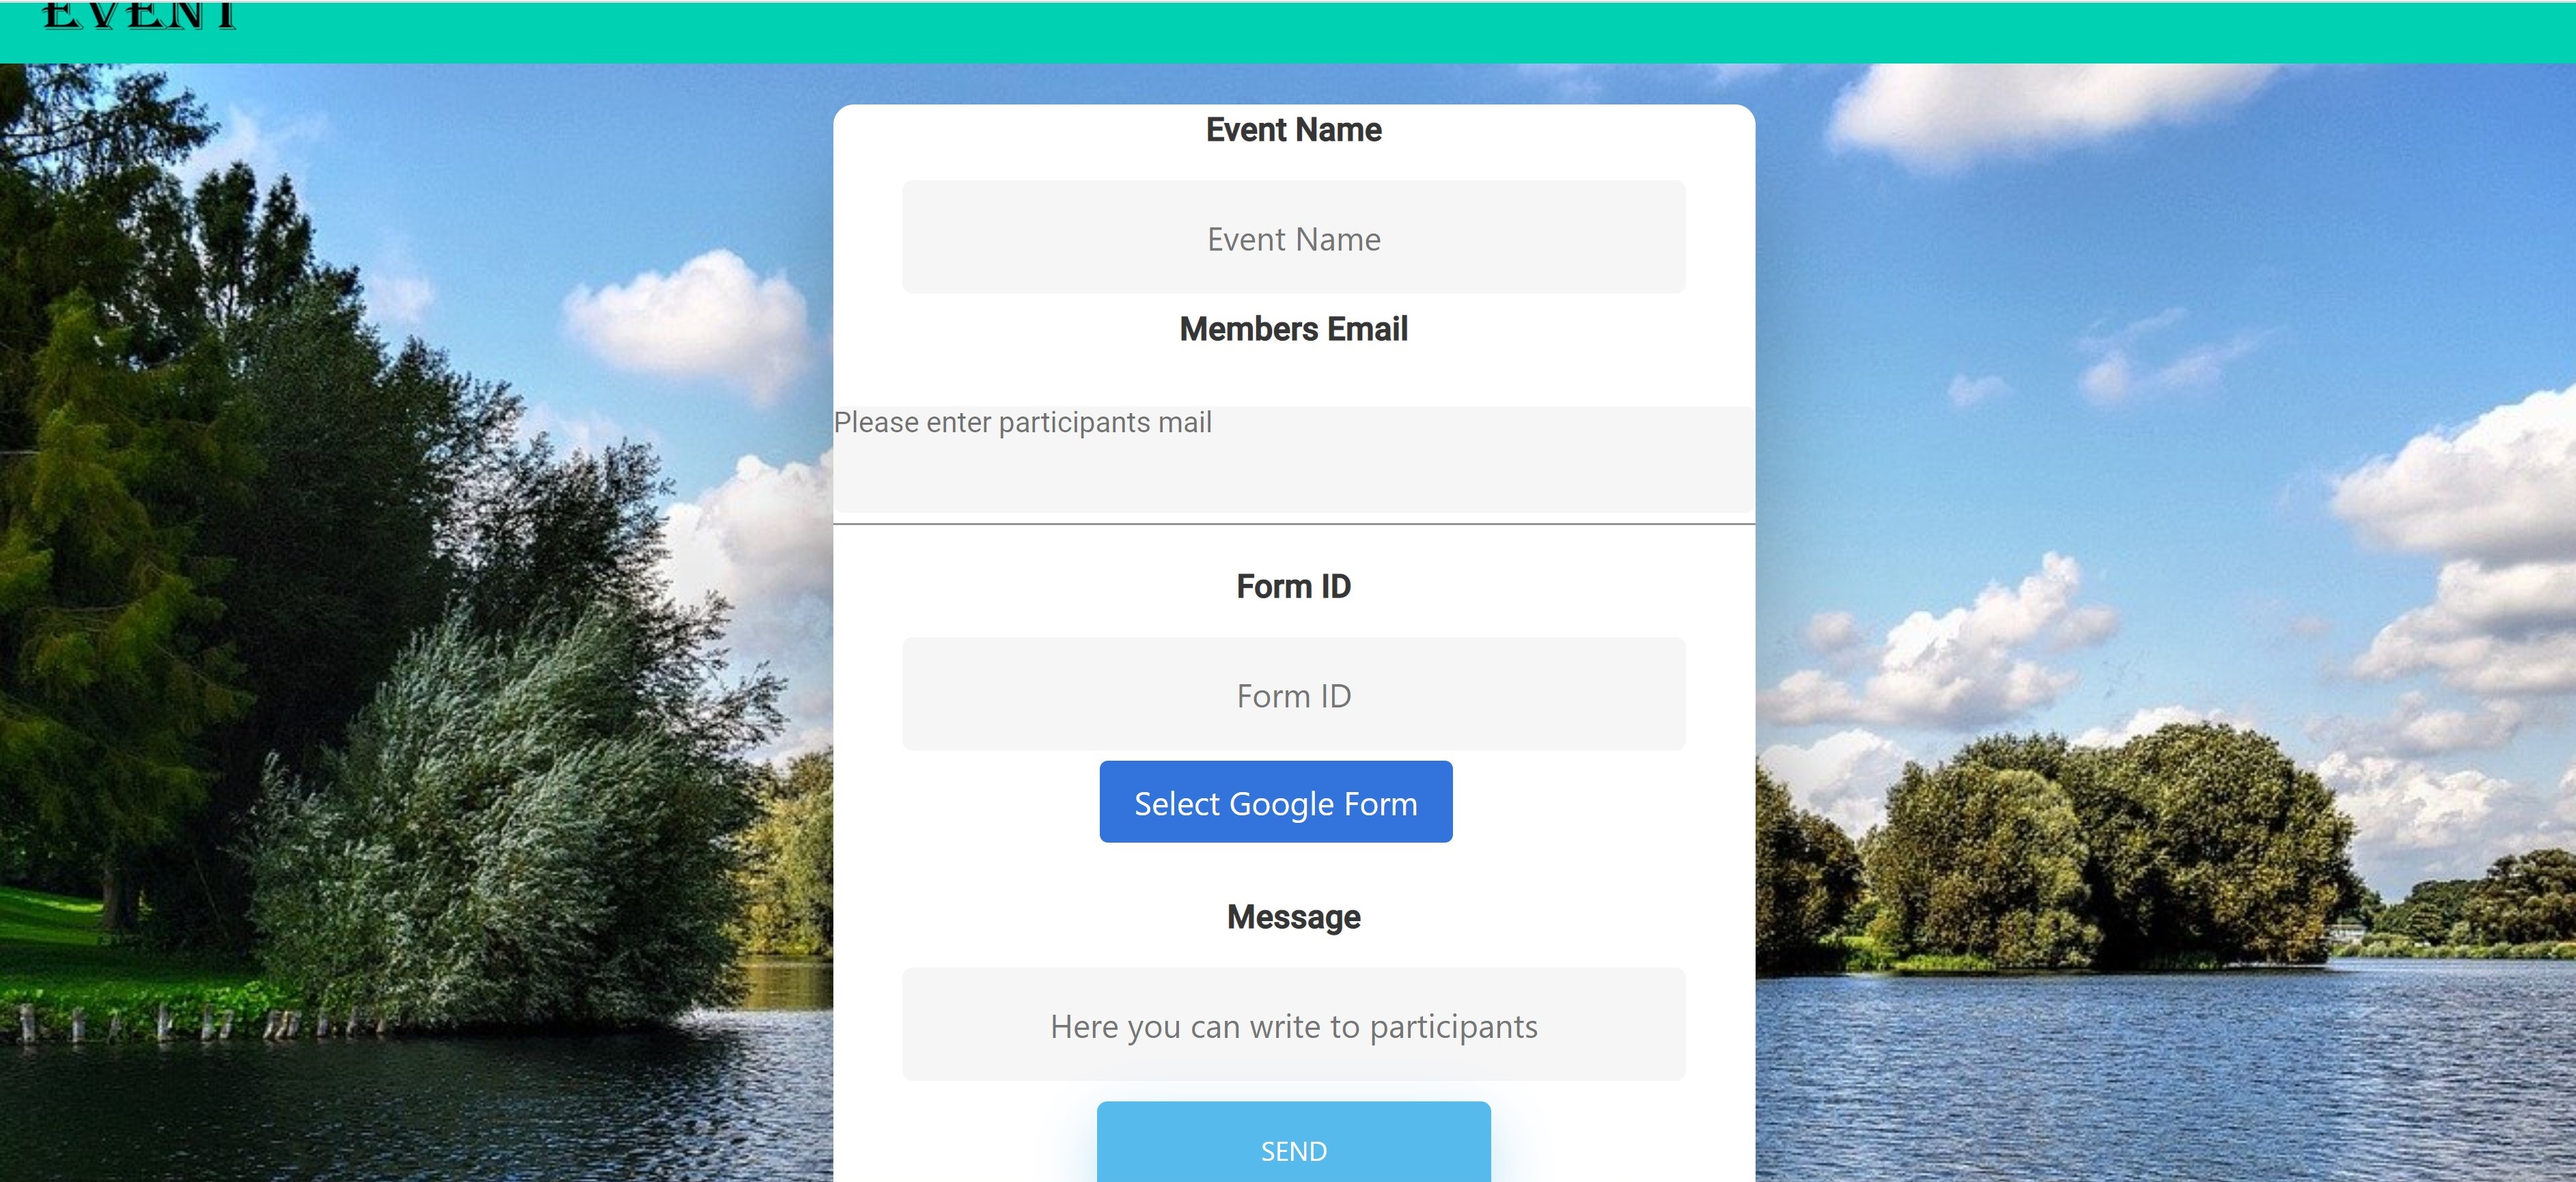 EVENT
Event Name
Event Name
Members Email
Please enter participants mail
Form ID
Form ID
Select Google Form
Message
Here you can write to participants
SEND